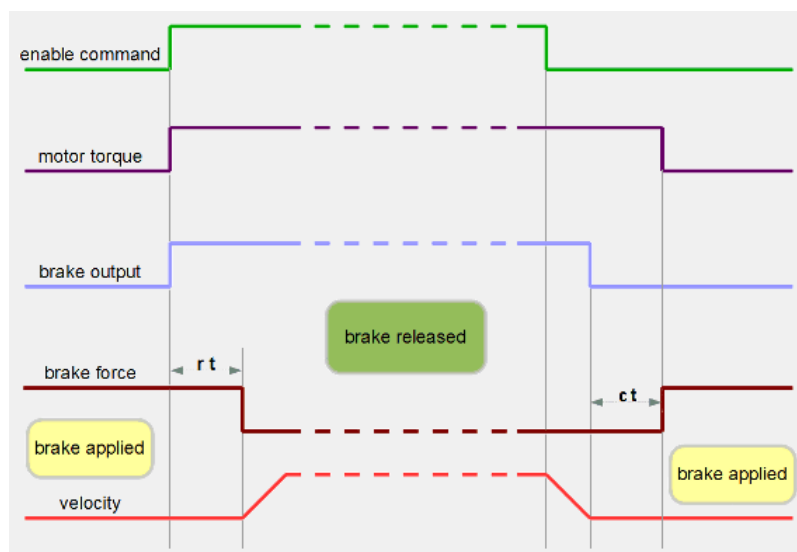 enable command
motor torque
brake output
brake released
r t
brake force
c t
brake applied
brake applied
velocity